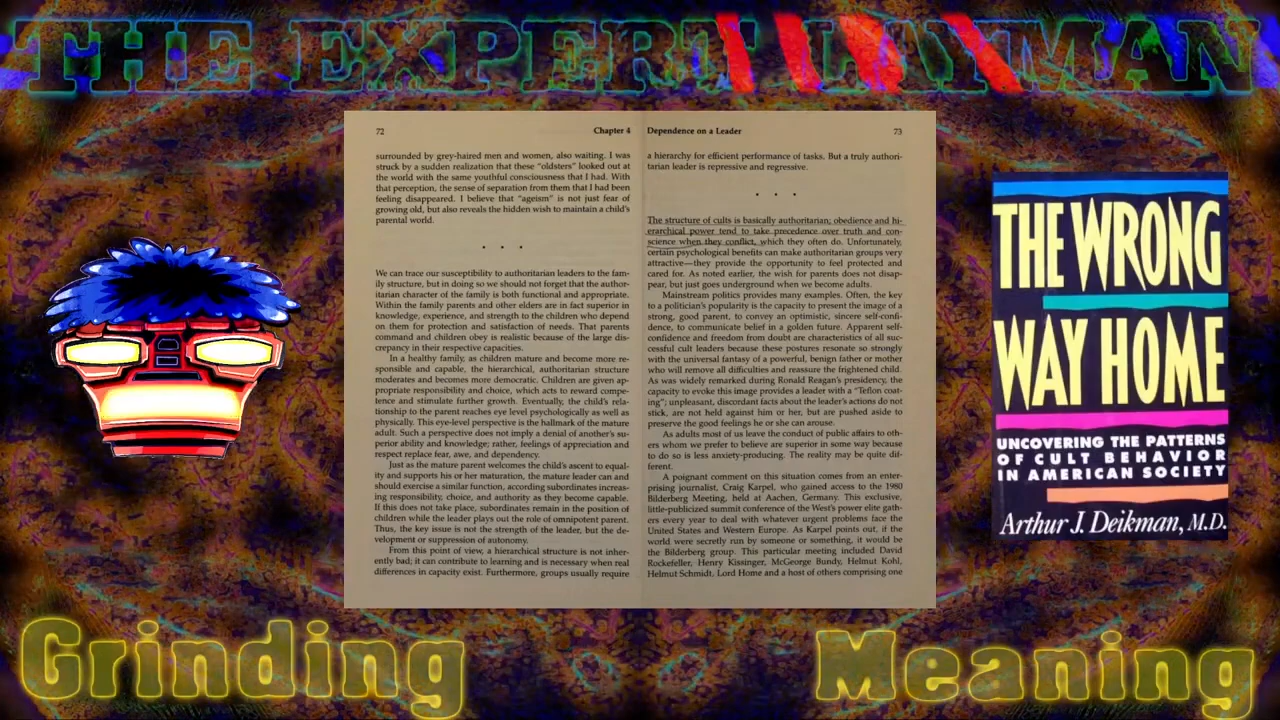 THE EXPERT LAYMAN
72
Chapter 4
surrounded by grey-haired men and women, also waiting. I was
struck by a sudden realization that these "oldsters" looked out at
the world with the same youthful consciousness that I had. With
that perception, the sense of separation from them that I had been
feeling disappeared. I believe that "ageism" is not just fear of
growing old, but also reveals the hidden wish to maintain a child's
parental world.
. . .
We can trace our susceptibility to authoritarian leaders to the fam-
ily structure, but in doing so we should not forget that the author-
itarian character of the family is both functional and appropriate.
Within the family parents and other elders are in fact superior in
knowledge, experience, and strength to the children who depend
on them for protection and satisfaction of needs. That parents
command and children obey is realistic because of the large dis-
crepancy in their respective capacities.
In a healthy family, as children mature and become more re-
sponsible and capable, the hierarchical, authoritarian structure
moderates and becomes more democratic. Children are given ap-
propriate responsibility and choice, which acts to reward compe-
tence and stimulate further growth. Eventually, the child's rela-
tionship to the parent reaches eye level psychologically as well as
physically. This eye-level perspective is the hallmark of the mature
adult. Such a perspective does not imply a denial of another's su-
perior ability and knowledge; rather, feelings of appreciation and
respect replace fear, awe, and dependency.
Just as the mature parent welcomes the child's ascent to equal-
ity and supports his or her maturation, the mature leader can and
should exercise a similar function, according subordinates increas-
ing responsibility, choice, and authority as they become capable.
If this does not take place, subordinates remain in the position of
children while the leader plays out the role of omnipotent parent.
Thus, the key issue is not the strength of the leader, but the de-
velopment or suppression of autonomy.
From this point of view, a hierarchical structure is not inher-
ently bad; it can contribute to learning and is necessary when real
differences in capacity exist. Furthermore, groups usually require
Dependence on a Leader
73
a hierarchy for efficient performance of tasks. But a truly authori-
tarian leader is repressive and regressive.
. . .
The structure of cults is basically authoritarian; obedience and hi-
erarchical power tend to take precedence over truth and con-
science when they conflict, which they often do. Unfortunately,
certain psychological benefits can make authoritarian groups very
attractive—they provide the opportunity to feel protected and
cared for. As noted earlier, the wish for parents does not disap-
pear, but just goes underground when we become adults.
Mainstream politics provides many examples. Often, the key
to a politician's popularity is the capacity to present the image of a
strong, good parent, to convey an optimistic, sincere self-confi-
dence, to communicate belief in a golden future. Apparent self-
confidence and freedom from doubt are characteristics of all suc-
cessful cult leaders because these postures resonate so strongly
with the universal fantasy of a powerful, benign father or mother
who will remove all difficulties and reassure the frightened child.
As was widely remarked during Ronald Reagan's presidency, the
capacity to evoke this image provides a leader with a "Teflon coat-
ing"; unpleasant, discordant facts about the leader's actions do not
stick, are not held against him or her, but are pushed aside to
preserve the good feelings he or she can arouse.
As adults most of us leave the conduct of public affairs to oth-
ers whom we prefer to believe are superior in some way because
to do so is less anxiety-producing. The reality may be quite dif-
ferent.
A poignant comment on this situation comes from an enter-
prising journalist, Craig Karpel, who gained access to the 1980
Bilderberg Meeting, held at Aachen, Germany. This exclusive,
little-publicized summit conference of the West's power elite gath-
ers every year to deal with whatever urgent problems face the
United States and Western Europe. As Karpel points out, if the
world were secretly run by someone or something, it would be
the Bilderberg group. This particular meeting included David
Rockefeller, Henry Kissinger, McGeorge Bundy, Helmut Kohl,
Helmut Schmidt, Lord Home and a host of others comprising one
THE WRONG
WAY HOME
UNCOVERING THE PATTERNS
OF CULT BEHAVIOR
IN AMERICAN SOCIETY
Arthur J. Deikman, M.D.
Grinding
Meaning